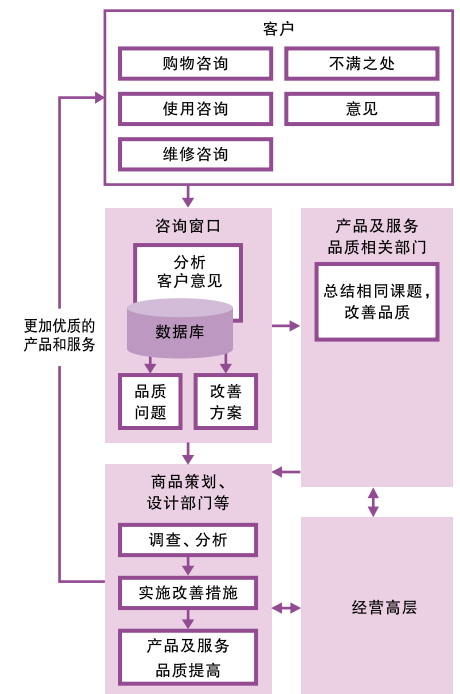 客户
购物咨询
不满之处
使用咨询
意见
维修咨询
咨询窗口
分析
客户意见
数据库
品质
问题
改善
方案
产品及服务
品质相关部门
总结相同课题，
改善品质
更加优质的
产品和服务
商品策划、
设计部门等
调查、分析
实施改善措施
产品及服务
品质提高
经营高层